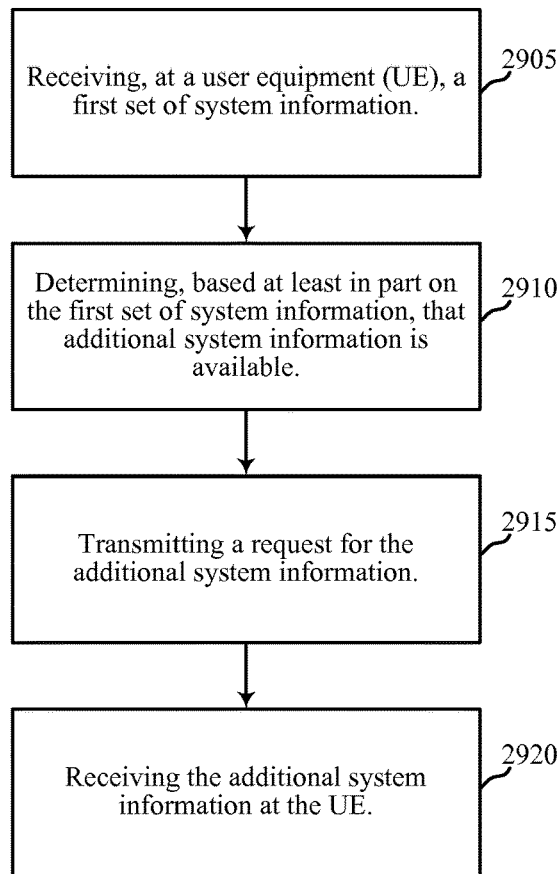 Receiving, at a user equipment (UE), a
first set of system information.
2905
Determining, based at least in part on
the first set of system information, that
additional system information is
available.
2910
Transmitting a request for the
additional system information.
2915
Receiving the additional system
information at the UE.
2920